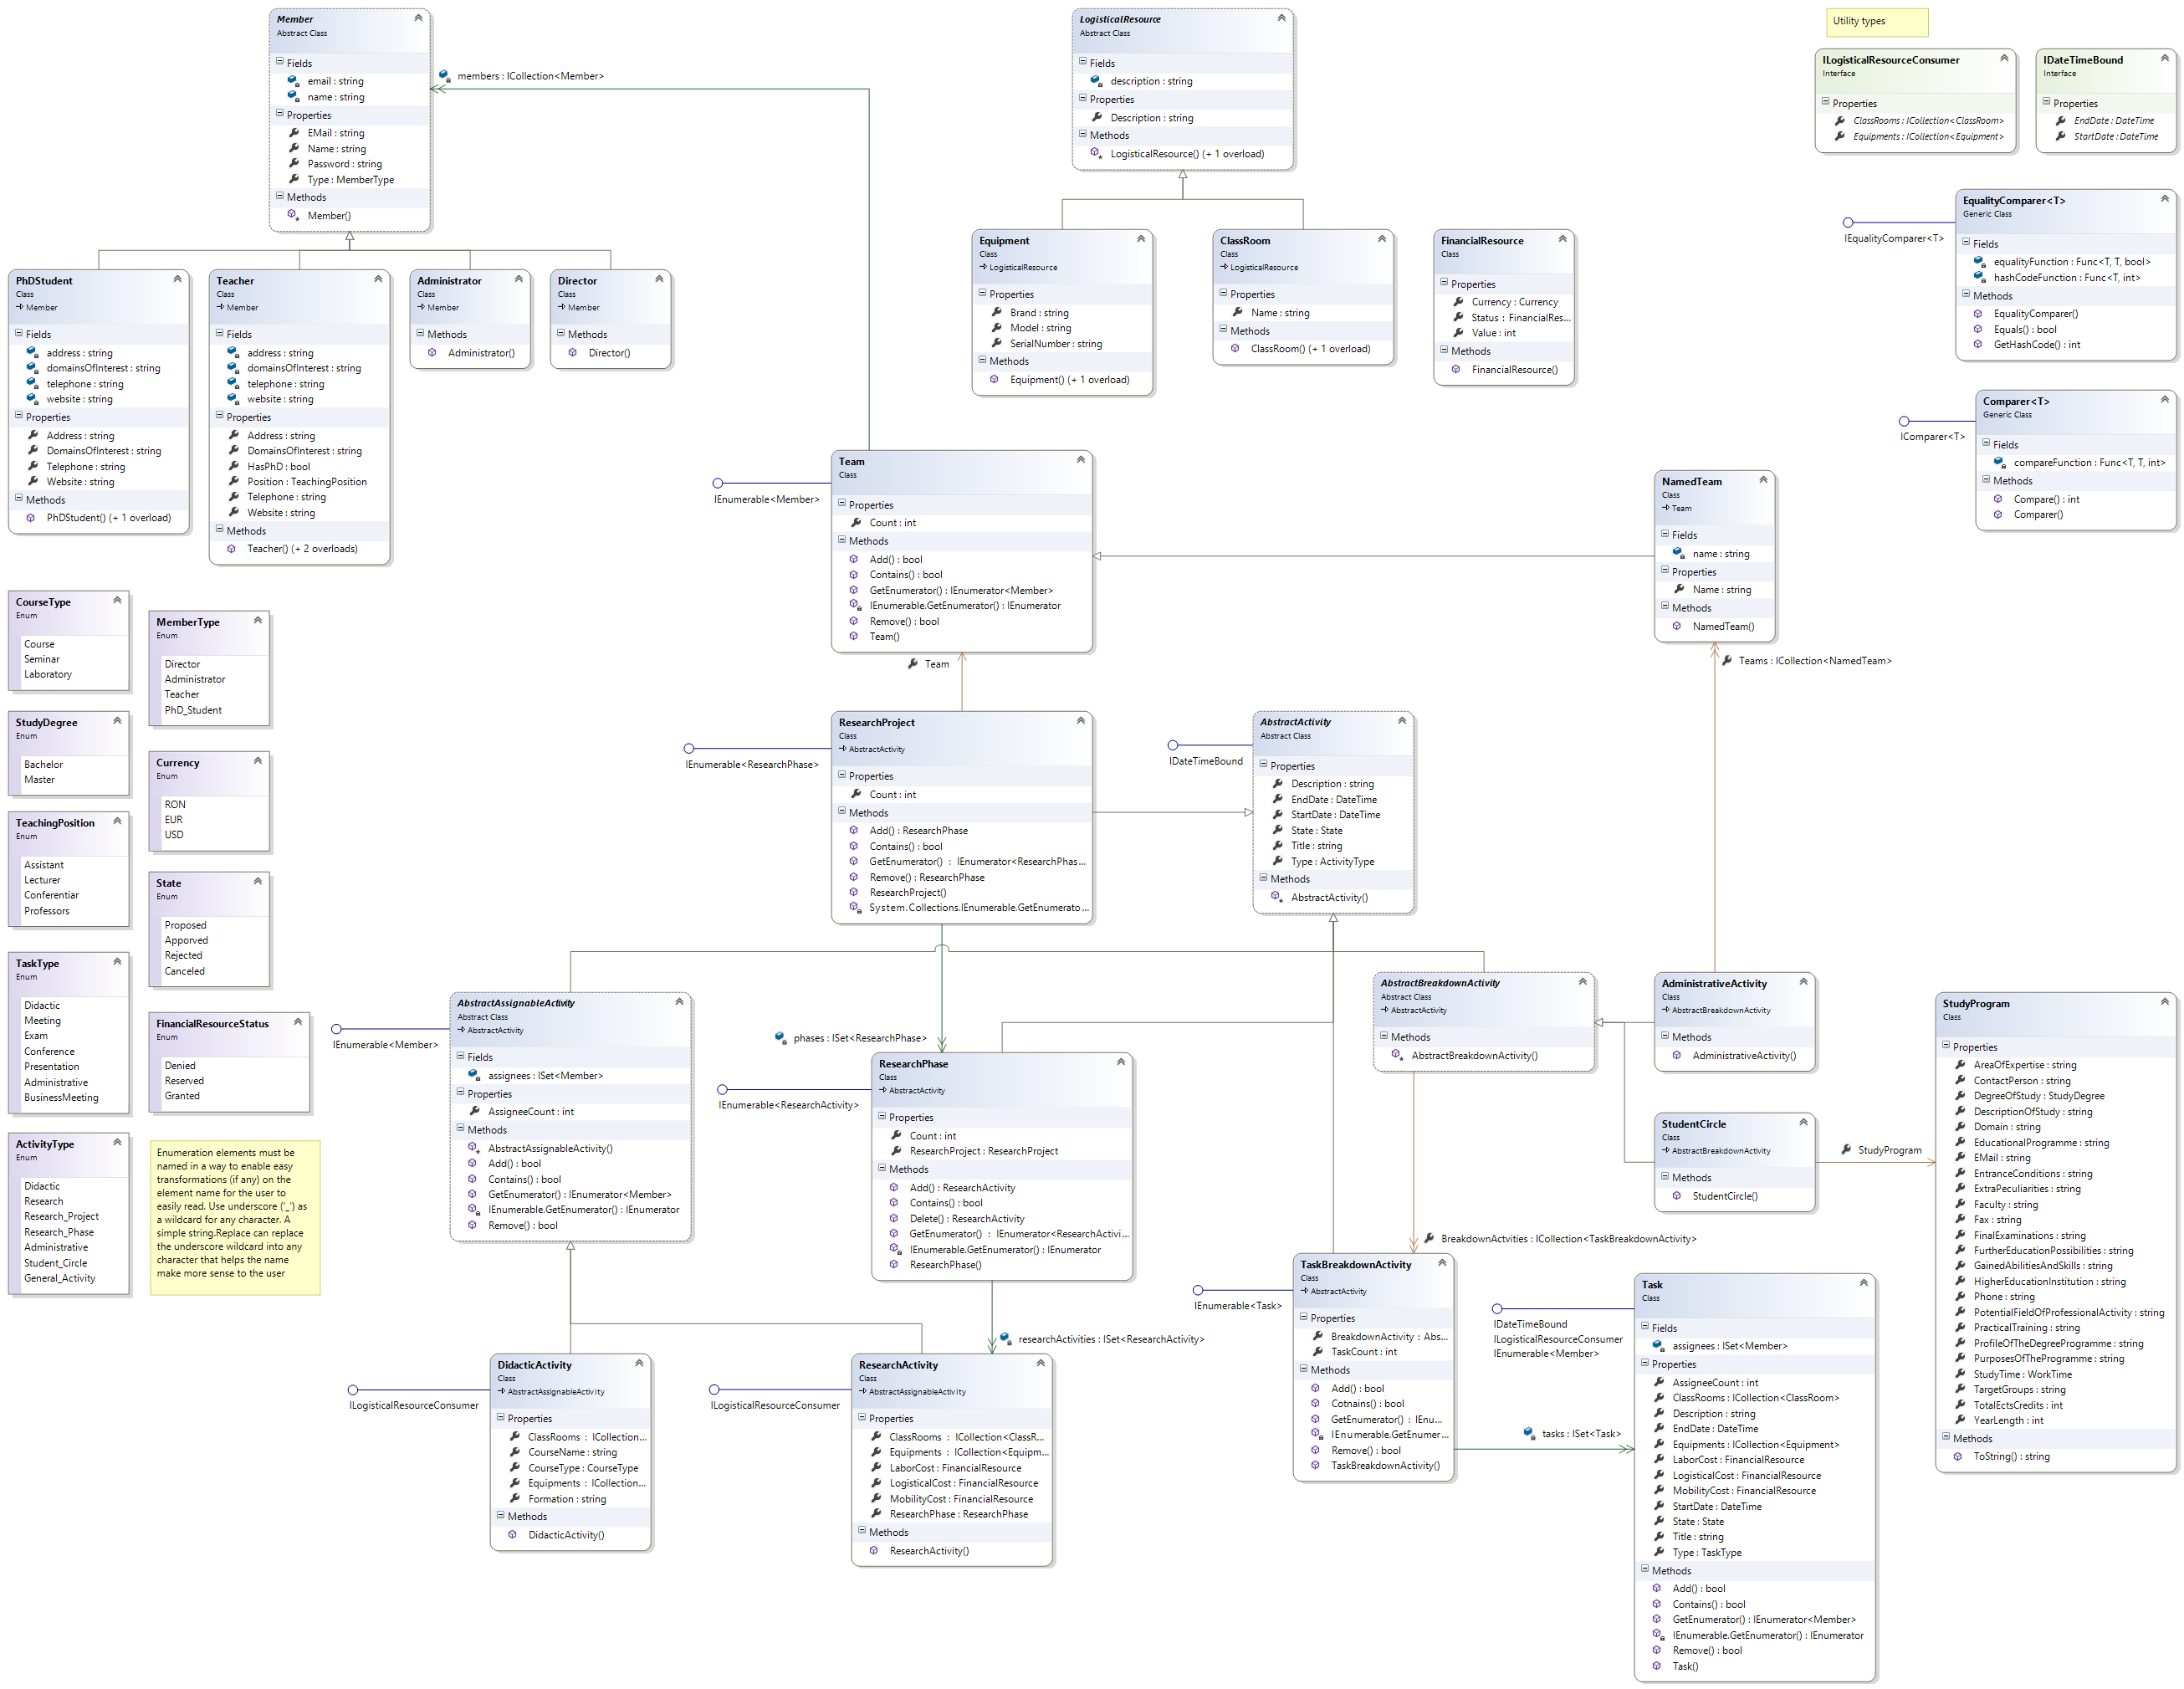 Member
Abstract Class
Fields
email : string
name : string
Properties
EMail : string
Name : string
Password : string
Type : MemberType
Methods
Member()
members : ICollection<Member>
LogisticalResource
Abstract Class
Fields
description : string
Properties
Description : string
Methods
LogisticalResource() (+ 1 overload)
Utility types
ILogisticalResourceConsumer
Interface
Properties
ClassRooms : ICollection<ClassRoom>
Equipments : ICollection<Equipment>
IDateTimeBound
Interface
Properties
EndDate : DateTime
StartDate : DateTime
PhDStudent
Class
Member
Fields
address : string
domainsOfInterest : string
telephone : string
website : string
Properties
Address : string
DomainsOfInterest : string
Telephone : string
Website : string
Methods
PhDStudent() (+ 1 overload)
Teacher
Class
Member
Fields
address : string
domainsOfInterest : string
telephone : string
website : string
Properties
Address : string
DomainsOfInterest : string
HasPhD : bool
Position : TeachingPosition
Telephone : string
Website : string
Methods
Teacher() (+ 2 overloads)
Administrator
Class
Member
Methods
Administrator()
Director
Class
Member
Methods
Director()
Equipment
Class
LogisticalResource
Properties
Brand : string
Model : string
SerialNumber : string
Methods
Equipment() (+ 1 overload)
ClassRoom
Class
LogisticalResource
Properties
Name : string
Methods
ClassRoom() (+ 1 overload)
FinancialResource
Class
Properties
Currency : Currency
Status : FinancialRes...
Value : int
Methods
FinancialResource()
IEqualityComparer<T>
EqualityComparer<T>
Generic Class
Fields
equalityFunction : Func<T, T, bool>
hashCodeFunction : Func<T, int>
Methods
EqualityComparer()
Equals() : bool
GetHashCode() : int
IComparer<T>
Comparer<T>
Generic Class
Fields
compareFunction : Func<T, T, int>
Methods
Compare() : int
Comparer()
IEnumerable<Member>
Team
Class
Properties
Count : int
Methods
Add() : bool
Contains() : bool
GetEnumerator() : IEnumerator<Member>
IEnumerable.GetEnumerator() : IEnumerator
Remove() : bool
Team()
NamedTeam
Class
Team
Fields
name : string
Properties
Name : string
Methods
NamedTeam()
Team
Teams : ICollection<NamedTeam>
CourseType
Enum
Course
Seminar
Laboratory
MemberType
Enum
Director
Administrator
Teacher
PhD_Student
StudyDegree
Enum
Bachelor
Master
Currency
Enum
RON
EUR
USD
TeachingPosition
Enum
Assistant
Lecturer
Conferentiar
Professors
State
Enum
Proposed
Apporved
Rejected
Canceled
TaskType
Enum
Didactic
Meeting
Exam
Conference
Presentation
Administrative
BusinessMeeting
FinancialResourceStatus
Enum
Denied
Reserved
Granted
ActivityType
Enum
Didactic
Research
Research_Project
Research_Phase
Administrative
Student_Circle
General_Activity
Enumeration elements must be
named in a way to enable easy
transformations (if any) on the
element name for the user to
easily read. Use underscore ('_') as
a wildcard for any character. A
simple string.Replace can replace
the underscore wildcard into any
character that helps the name
make more sense to the user
IEnumerable<ResearchPhase>
ResearchProject
Class
AbstractActivity
Properties
Count : int
Methods
Add() : ResearchPhase
Contains() : bool
GetEnumerator() : IEnumerator<ResearchPhas...
Remove() : ResearchPhase
ResearchProject()
System.Collections.IEnumerable.GetEnumerato...
IDateTimeBound
AbstractActivity
Abstract Class
Properties
Description : string
EndDate : DateTime
StartDate : DateTime
State : State
Title : string
Type : ActivityType
Methods
AbstractActivity()
IEnumerable<Member>
AbstractAssignableActivity
Abstract Class
AbstractActivity
Fields
assignees : ISet<Member>
Properties
AssigneeCount : int
Methods
AbstractAssignableActivity()
Add() : bool
Contains() : bool
GetEnumerator() : IEnumerator<Member>
IEnumerable.GetEnumerator() : IEnumerator
Remove() : bool
phases : ISet<ResearchPhase>
IEnumerable<ResearchActivity>
ResearchPhase
Class
AbstractActivity
Properties
Count : int
ResearchProject : ResearchProject
Methods
Add() : ResearchActivity
Contains() : bool
Delete() : ResearchActivity
GetEnumerator() : IEnumerator<ResearchActivi...
IEnumerable.GetEnumerator() : IEnumerator
ResearchPhase()
AbstractBreakdownActivity
Abstract Class
AbstractActivity
Methods
AbstractBreakdownActivity()
AdministrativeActivity
Class
AbstractBreakdownActivity
Methods
AdministrativeActivity()
StudentCircle
Class
AbstractBreakdownActivity
Methods
StudentCircle()
StudyProgram
StudyProgram
Class
Properties
AreaOfExpertise : string
ContactPerson : string
DegreeOfStudy : StudyDegree
DescriptionOfStudy : string
Domain : string
EducationalProgramme : string
EMail : string
EntranceConditions : string
ExtraPeculiarities : string
Faculty : string
Fax : string
FinalExaminations : string
FurtherEducationPossibilities : string
GainedAbilitiesAndSkills : string
HigherEducationInstitution : string
Phone : string
PotentialFieldOfProfessionalActivity : string
PracticalTraining : string
ProfileOfTheDegreeProgramme : string
PurposesOfTheProgramme : string
StudyTime : WorkTime
TargetGroups : string
TotalEctsCredits : int
YearLength : int
Methods
ToString() : string
BreakdownActvities : ICollection<TaskBreakdownActivity>
IEnumerable<Task>
TaskBreakdownActivity
Class
AbstractActivity
Properties
BreakdownActivity : Abs...
TaskCount : int
Methods
Add() : bool
Cotnains() : bool
GetEnumerator() : IEnu...
IEnumerable.GetEnumer...
Remove() : bool
TaskBreakdownActivity()
tasks : ISet<Task>
IDateTimeBound
ILogisticalResourceConsumer
IEnumerable<Member>
Task
Class
Fields
assignees : ISet<Member>
Properties
AssigneeCount : int
ClassRooms : ICollection<ClassRoom>
Description : string
EndDate : DateTime
Equipments : ICollection<Equipment>
LaborCost : FinancialResource
LogisticalCost : FinancialResource
MobilityCost : FinancialResource
StartDate : DateTime
State : State
Title : string
Type : TaskType
Methods
Add() : bool
Contains() : bool
GetEnumerator() : IEnumerator<Member>
IEnumerable.GetEnumerator() : IEnumerator
Remove() : bool
Task()
researchActivities : ISet<ResearchActivity>
ILogisticalResourceConsumer
DidacticActivity
Class
AbstractAssignableActivity
Properties
ClassRooms : ICollection...
CourseName : string
CourseType : CourseType
Equipments : ICollection...
Formation : string
Methods
DidacticActivity()
ILogisticalResourceConsumer
ResearchActivity
Class
AbstractAssignableActivity
Properties
ClassRooms : ICollection<ClassR...
Equipments : ICollection<Equipm...
LaborCost : FinancialResource
LogisticalCost : FinancialResource
MobilityCost : FinancialResource
ResearchPhase : ResearchPhase
Methods
ResearchActivity()